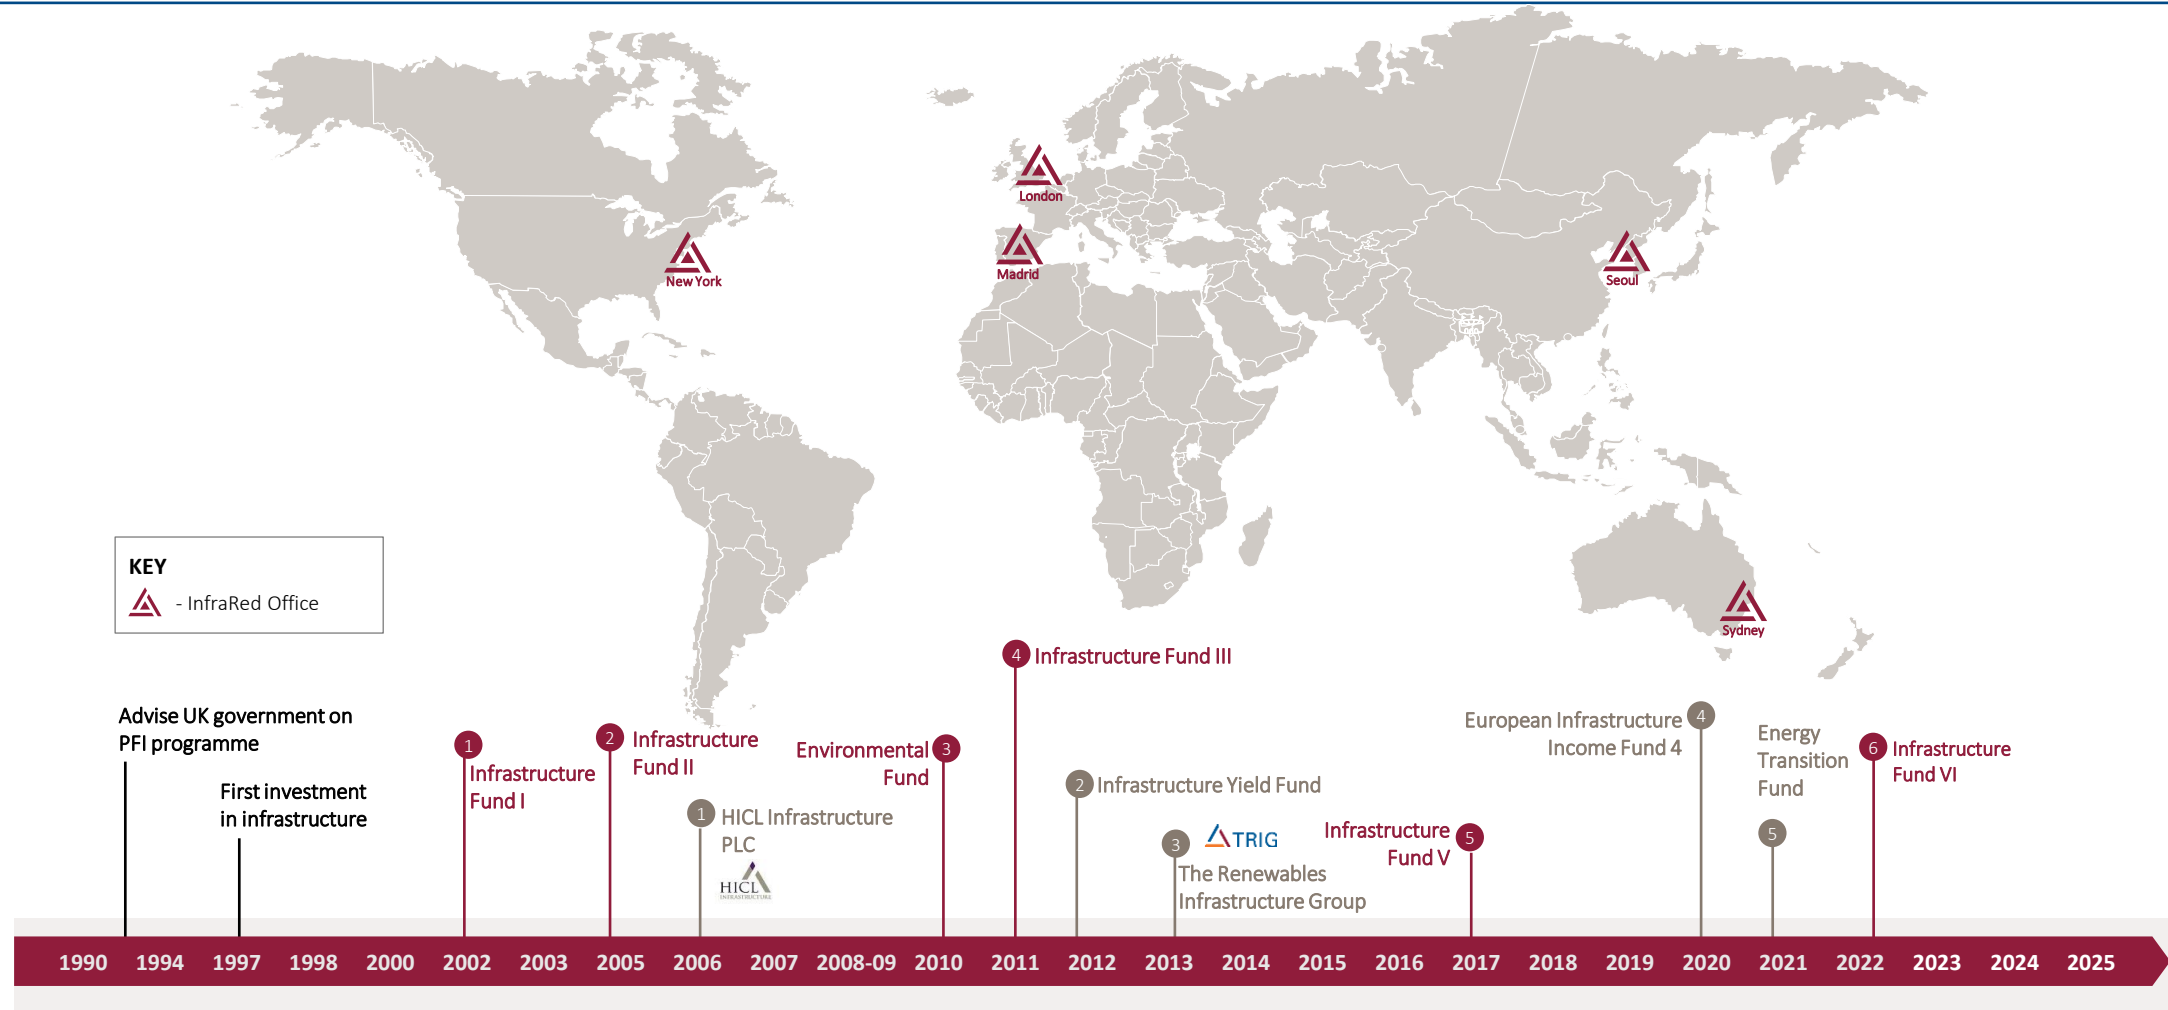 London
New York
Madrid
Seoul
Sydney
KEY
- InfraRed Office
Advise UK government on
PFI programme
First investment
in infrastructure
1
Infrastructure
Fund I
2
Infrastructure
Fund II
1
HICL Infrastructure
PLC
HICL
INFRASTRUCTURE
Environmental
Fund
3
4
Infrastructure Fund III
2
Infrastructure Yield Fund
3
TRIG
The Renewables
Infrastructure Group
Infrastructure
Fund V
5
European Infrastructure
Income Fund 4
4
Energy
Transition
Fund
5
6
Infrastructure
Fund VI
1990 1994 1997 1998 2000 2002 2003 2005 2006 2007 2008-09 2010 2011 2012 2013 2014 2015 2016 2017 2018 2019 2020 2021 2022 2023 2024 2025